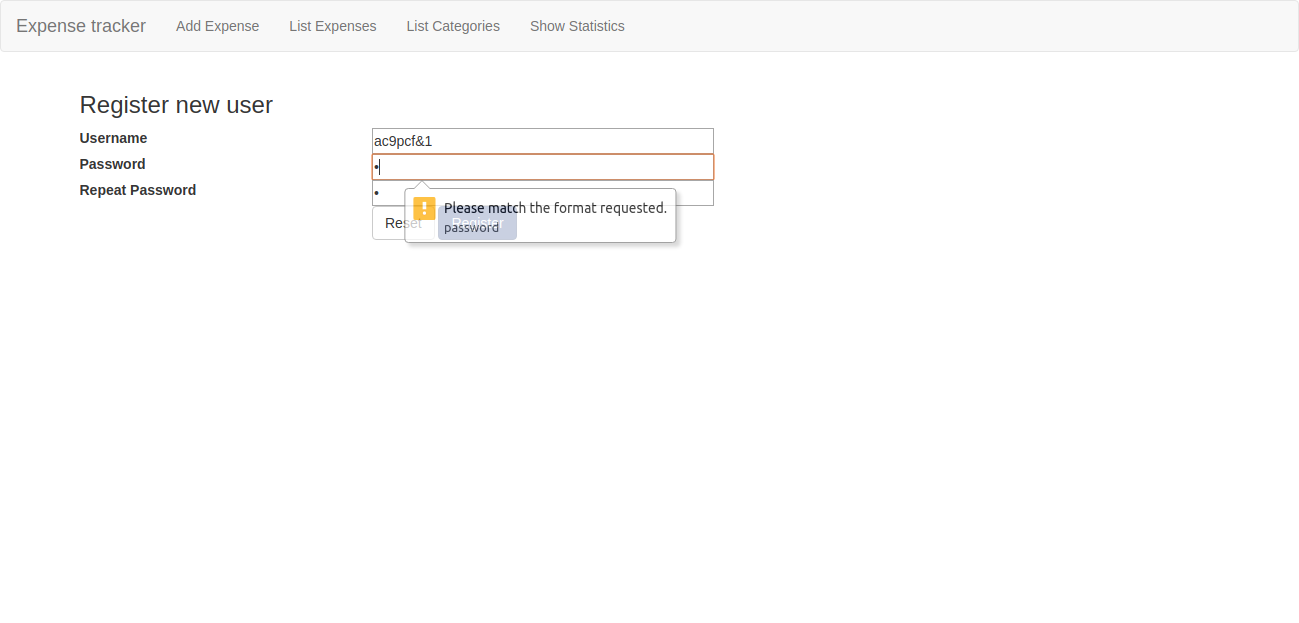 Expense tracker Add Expense List Expenses List Categories Show Statistics
Register new user
Username ac9pcf&1
Password •
Repeat Password •
Please match the format requested.
Reset Register
password